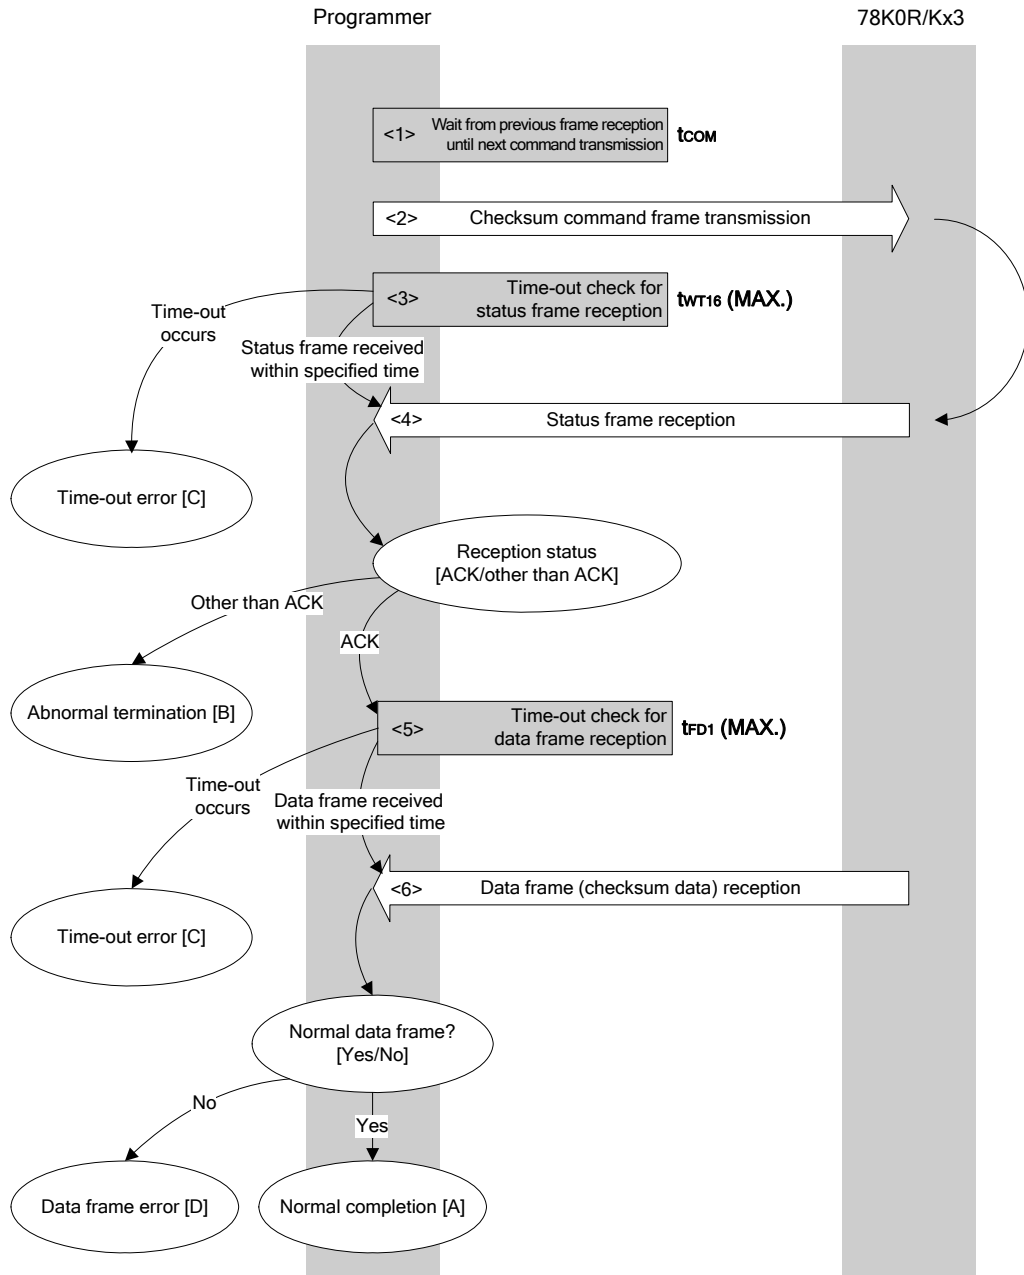 Programmer
78K0R/Kx3
<1> Wait from previous frame reception
until next command transmission
tCOM
<2> Checksum command frame transmission
<3> Time-out check for
status frame reception
tWT16 (MAX.)
Time-out
occurs
Status frame received
within specified time
<4> Status frame reception
Time-out error [C]
Reception status
[ACK/other than ACK]
Other than ACK
ACK
Abnormal termination [B]
<5> Time-out check for
data frame reception
tFD1 (MAX.)
Time-out
occurs
Data frame received
within specified time
<6> Data frame (checksum data) reception
Time-out error [C]
Normal data frame?
[Yes/No]
No
Yes
Data frame error [D]
Normal completion [A]